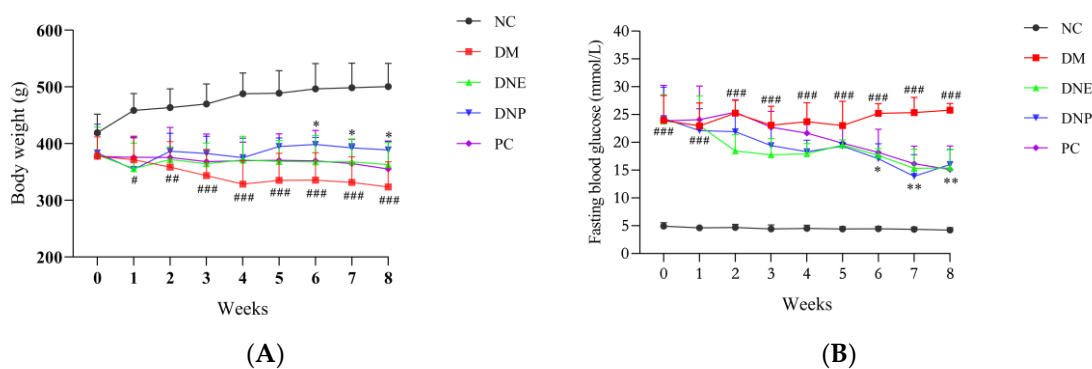 600
500
400
300
200
Body weight (g)
* * *
# ## ### ### ### ### ### ###
0 1 2 3 4 5 6 7 8
Weeks
NC
DM
DNE
DNP
PC
(A)
40
35
30
25
20
15
10
5
0
Fasting blood glucose (mmol/L)
### ### ### ### ### ### ###
### ###
* ** **
0 1 2 3 4 5 6 7 8
Weeks
NC
DM
DNE
DNP
PC
(B)